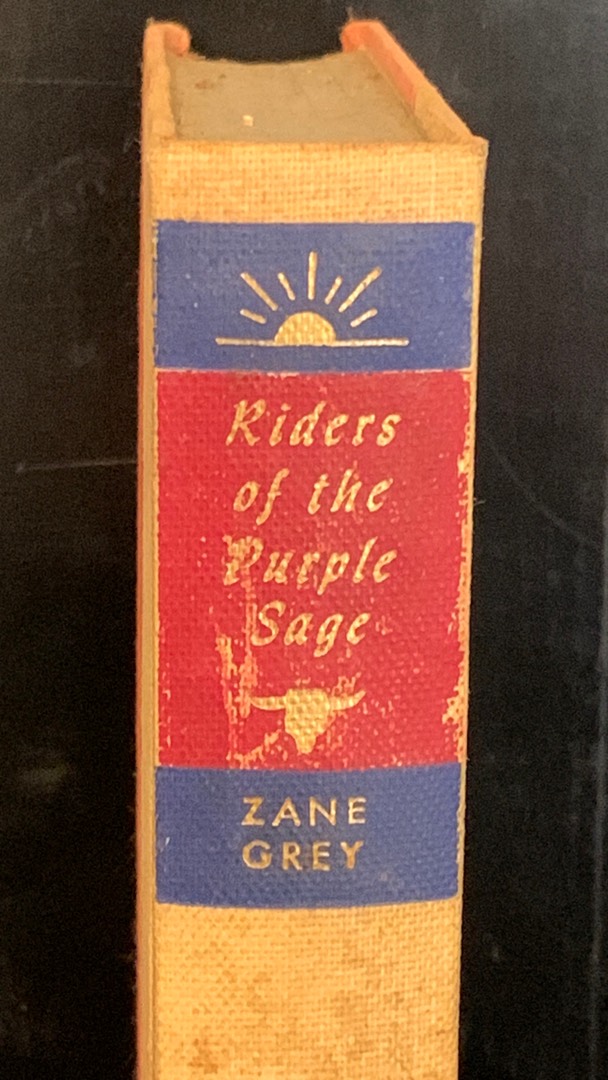 Riders
of the
Purple
Sage
ZANE
GREY